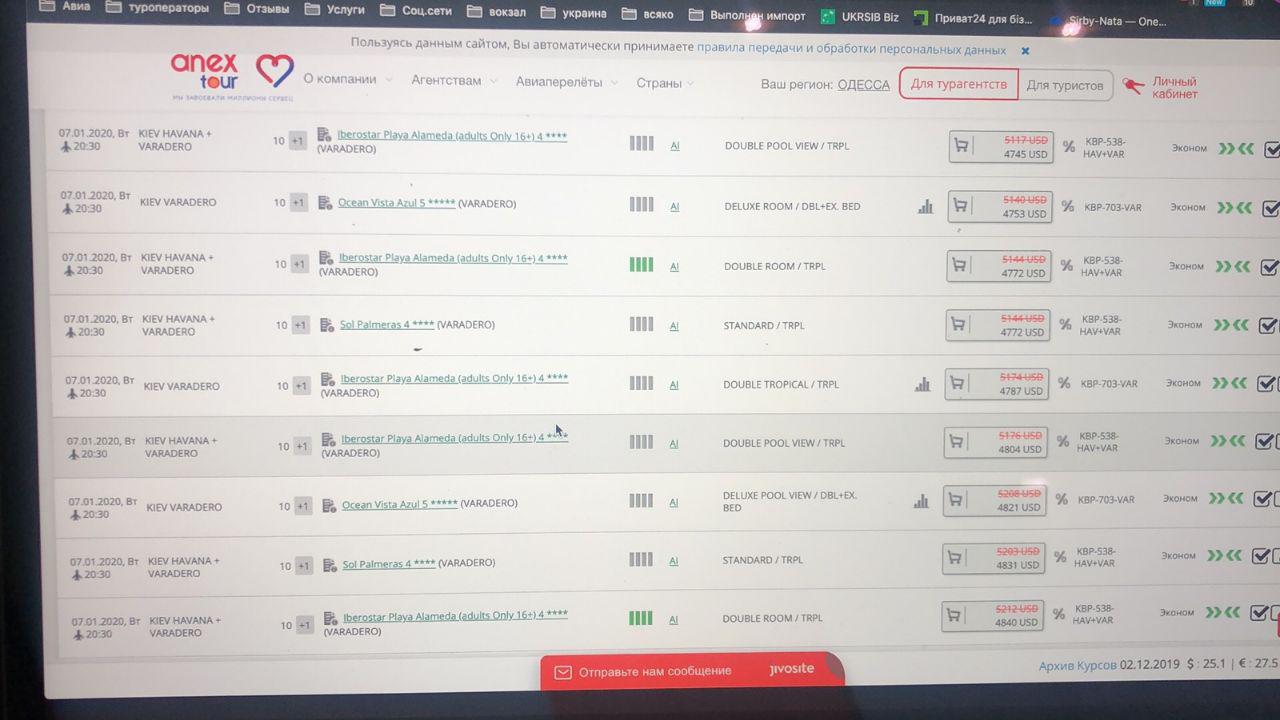 Авиа туроператоры Отзывы Услуги Соц.сети вокзал украина всяко Выполнен импорт UKRSIB Biz Приват24 для біз... Sirby-Nata — One...
New 10
Пользуясь данным сайтом, Вы автоматически принимаете правила передачи и обработки персональных данных ×
anex
tour
МЫ ЗАВОЕВАЛИ МИЛЛИОНЫ СЕРДЕЦ
О компании Агентствам Авиаперелёты Страны Ваш регион: ОДЕССА Для турагентств Для туристов Личный кабинет
07.01.2020, Вт KIEV HAVANA + 10 +1 Iberostar Playa Alameda (adults Only 16+) 4 **** AI DOUBLE POOL VIEW / TRPL 5117 USD % KBP-538- Эконом
20:30 VARADERO (VARADERO) 4745 USD HAV+VAR
07.01.2020, Вт KIEV VARADERO 10 +1 Ocean Vista Azul 5 ***** (VARADERO) AI DELUXE ROOM / DBL+EX. BED 5140 USD % KBP-703-VAR Эконом
20:30 4753 USD
07.01.2020, Вт KIEV HAVANA + 10 +1 Iberostar Playa Alameda (adults Only 16+) 4 **** AI DOUBLE ROOM / TRPL 5144 USD % KBP-538- Эконом
20:30 VARADERO (VARADERO) 4772 USD HAV+VAR
07.01.2020, Вт KIEV HAVANA + 10 +1 Sol Palmeras 4 **** (VARADERO) AI STANDARD / TRPL 5144 USD % KBP-538- Эконом
20:30 VARADERO 4772 USD HAV+VAR
07.01.2020, Вт KIEV VARADERO 10 +1 Iberostar Playa Alameda (adults Only 16+) 4 **** AI DOUBLE TROPICAL / TRPL 5174 USD % KBP-703-VAR Эконом
20:30 (VARADERO) 4787 USD
07.01.2020, Вт KIEV HAVANA + 10 +1 Iberostar Playa Alameda (adults Only 16+) 4 **** AI DOUBLE POOL VIEW / TRPL 5176 USD % KBP-538- Эконом
20:30 VARADERO (VARADERO) 4804 USD HAV+VAR
07.01.2020, Вт KIEV VARADERO 10 +1 Ocean Vista Azul 5 ***** (VARADERO) AI DELUXE POOL VIEW / DBL+EX. 5208 USD % KBP-703-VAR Эконом
20:30 BED 4821 USD
07.01.2020, Вт KIEV HAVANA + 10 +1 Sol Palmeras 4 **** (VARADERO) AI STANDARD / TRPL 5203 USD % KBP-538- Эконом
20:30 VARADERO 4831 USD HAV+VAR
07.01.2020, Вт KIEV HAVANA + 10 +1 Iberostar Playa Alameda (adults Only 16+) 4 **** AI DOUBLE ROOM / TRPL 5212 USD % KBP-538- Эконом
20:30 VARADERO (VARADERO) 4840 USD HAV+VAR
Отправьте нам сообщение jivosite
Архив Курсов 02.12.2019 $ : 25.1 | € : 27.5